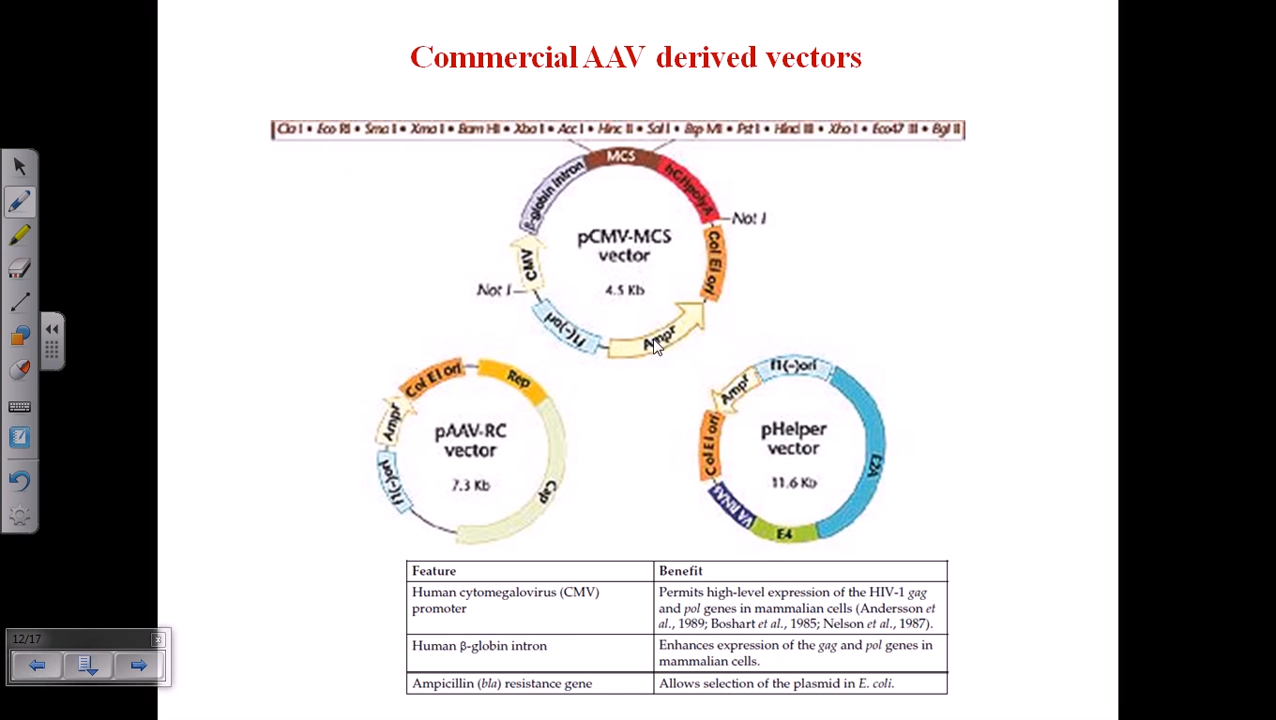 Commercial AAV derived vectors
Cla I • Eco RI • Sma I • Xma I • Bam HI • Xba I • Acc I • Hinc II • Sal I • Bsp MI • Pst I • Hind III • Xho I • Eco47 III • Bgl II
MCS
β-globin intron
hGHpolyA
Not I
pCMV-MCS
vector
4.5 Kb
CMV
Col EI ori
Not I
f1(-)ori
Ampr
Col EI ori
Rep
Ampr
pAAV-RC
vector
7.3 Kb
f1(-)ori
Cap
Ampr
f1(-)ori
pHelper
vector
11.6 Kb
Col EI ori
E2A
VA RNAs
E4
Feature Benefit
Human cytomegalovirus (CMV) promoter
Permits high-level expression of the HIV-1 gag
and pol genes in mammalian cells (Andersson et
al., 1989; Boshart et al., 1985; Nelson et al., 1987).
Human β-globin intron
Enhances expression of the gag and pol genes in
mammalian cells.
Ampicillin (bla) resistance gene
Allows selection of the plasmid in E. coli.
12/17